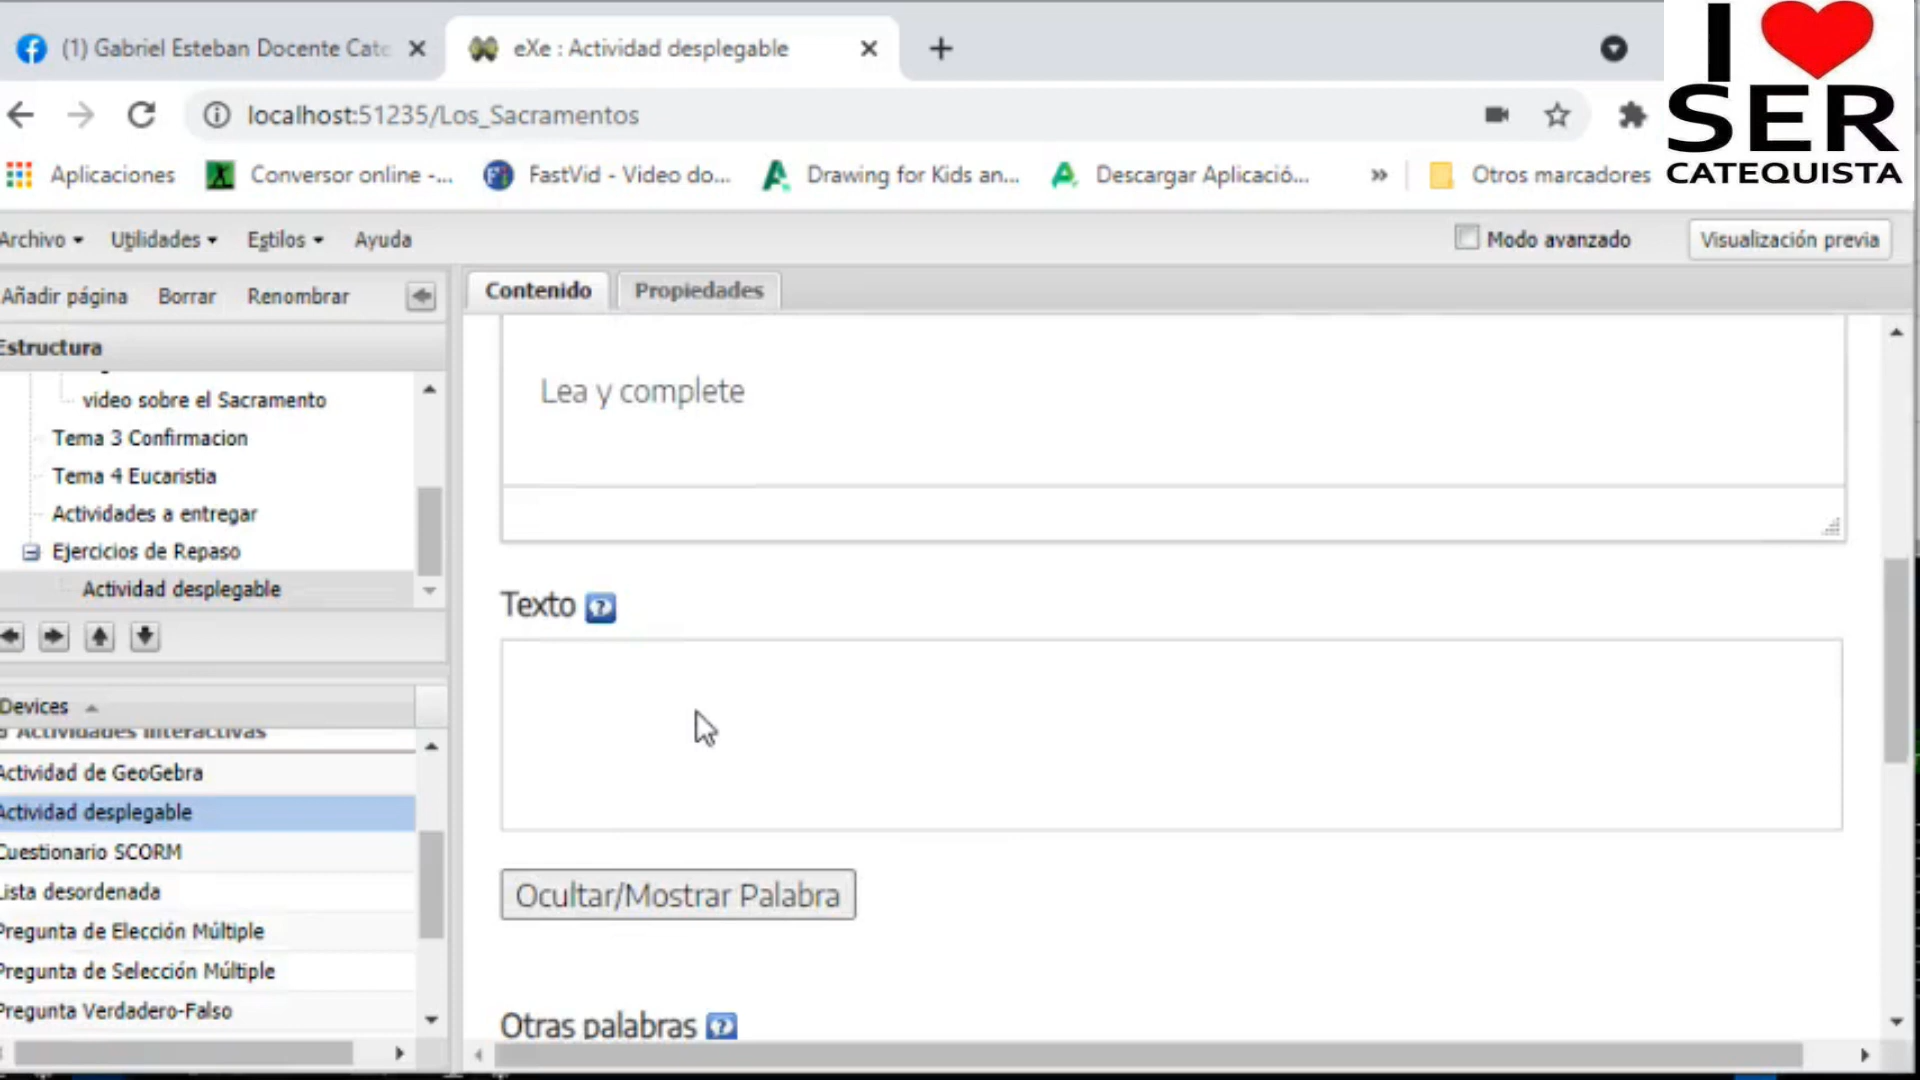 (1) Gabriel Esteban Docente Cate
eXe : Actividad desplegable
I
SER
CATEQUISTA
localhost:51235/Los_Sacramentos
Aplicaciones
Conversor online -...
FastVid - Video do...
Drawing for Kids an...
Descargar Aplicació...
»
Otros marcadores
Archivo
Utilidades
Estilos
Ayuda
Modo avanzado
Visualización previa
Añadir página
Borrar
Renombrar
Contenido
Propiedades
Estructura
video sobre el Sacramento
Tema 3 Confirmacion
Tema 4 Eucaristia
Actividades a entregar
Ejercicios de Repaso
Actividad desplegable
Lea y complete
Texto
Devices
Actividades Interactivas
Actividad de GeoGebra
Actividad desplegable
Cuestionario SCORM
Lista desordenada
Pregunta de Elección Múltiple
Pregunta de Selección Múltiple
Pregunta Verdadero-Falso
Ocultar/Mostrar Palabra
Otras palabras